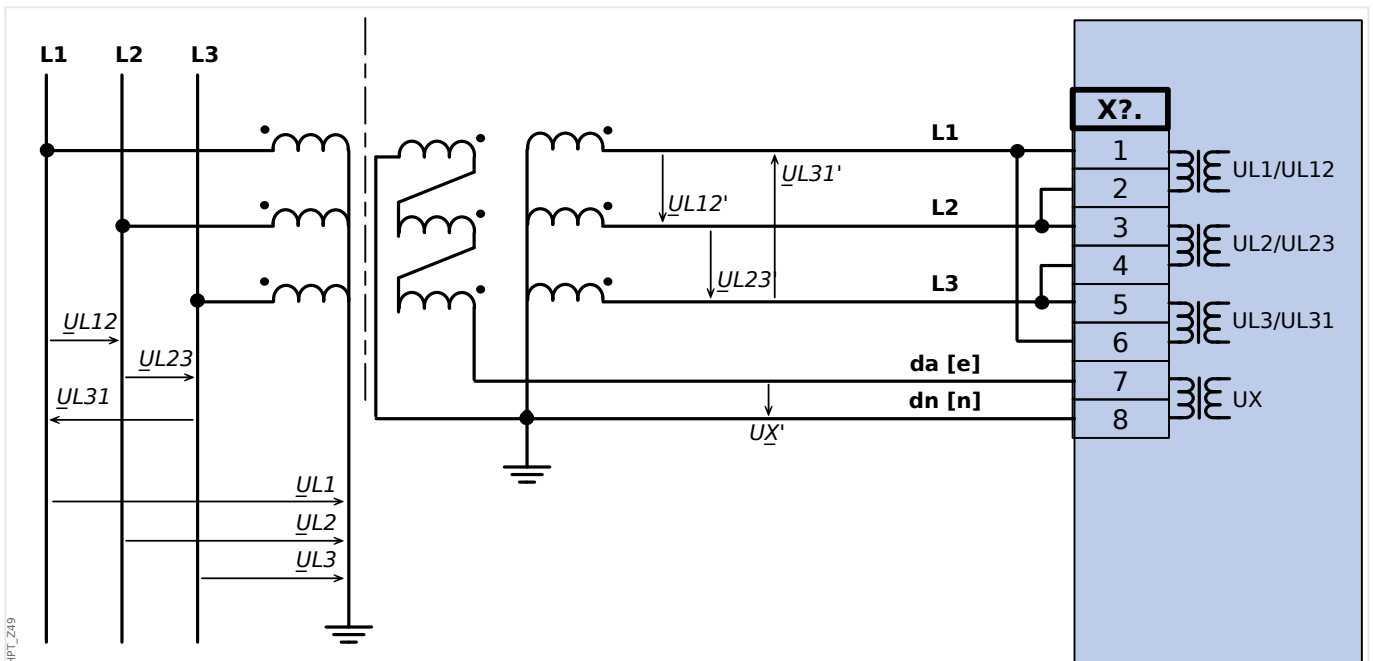 L1 L2 L3
X?.
L1
1
UL31'
UL1/UL12
2
UL12'
L2
3
UL2/UL23
4
UL23'
L3
5
UL3/UL31
6
UL12
UL23
UL31
da [e]
7
dn [n]
UX
8
UX'
UL1
UL2
UL3
HPT_Z49